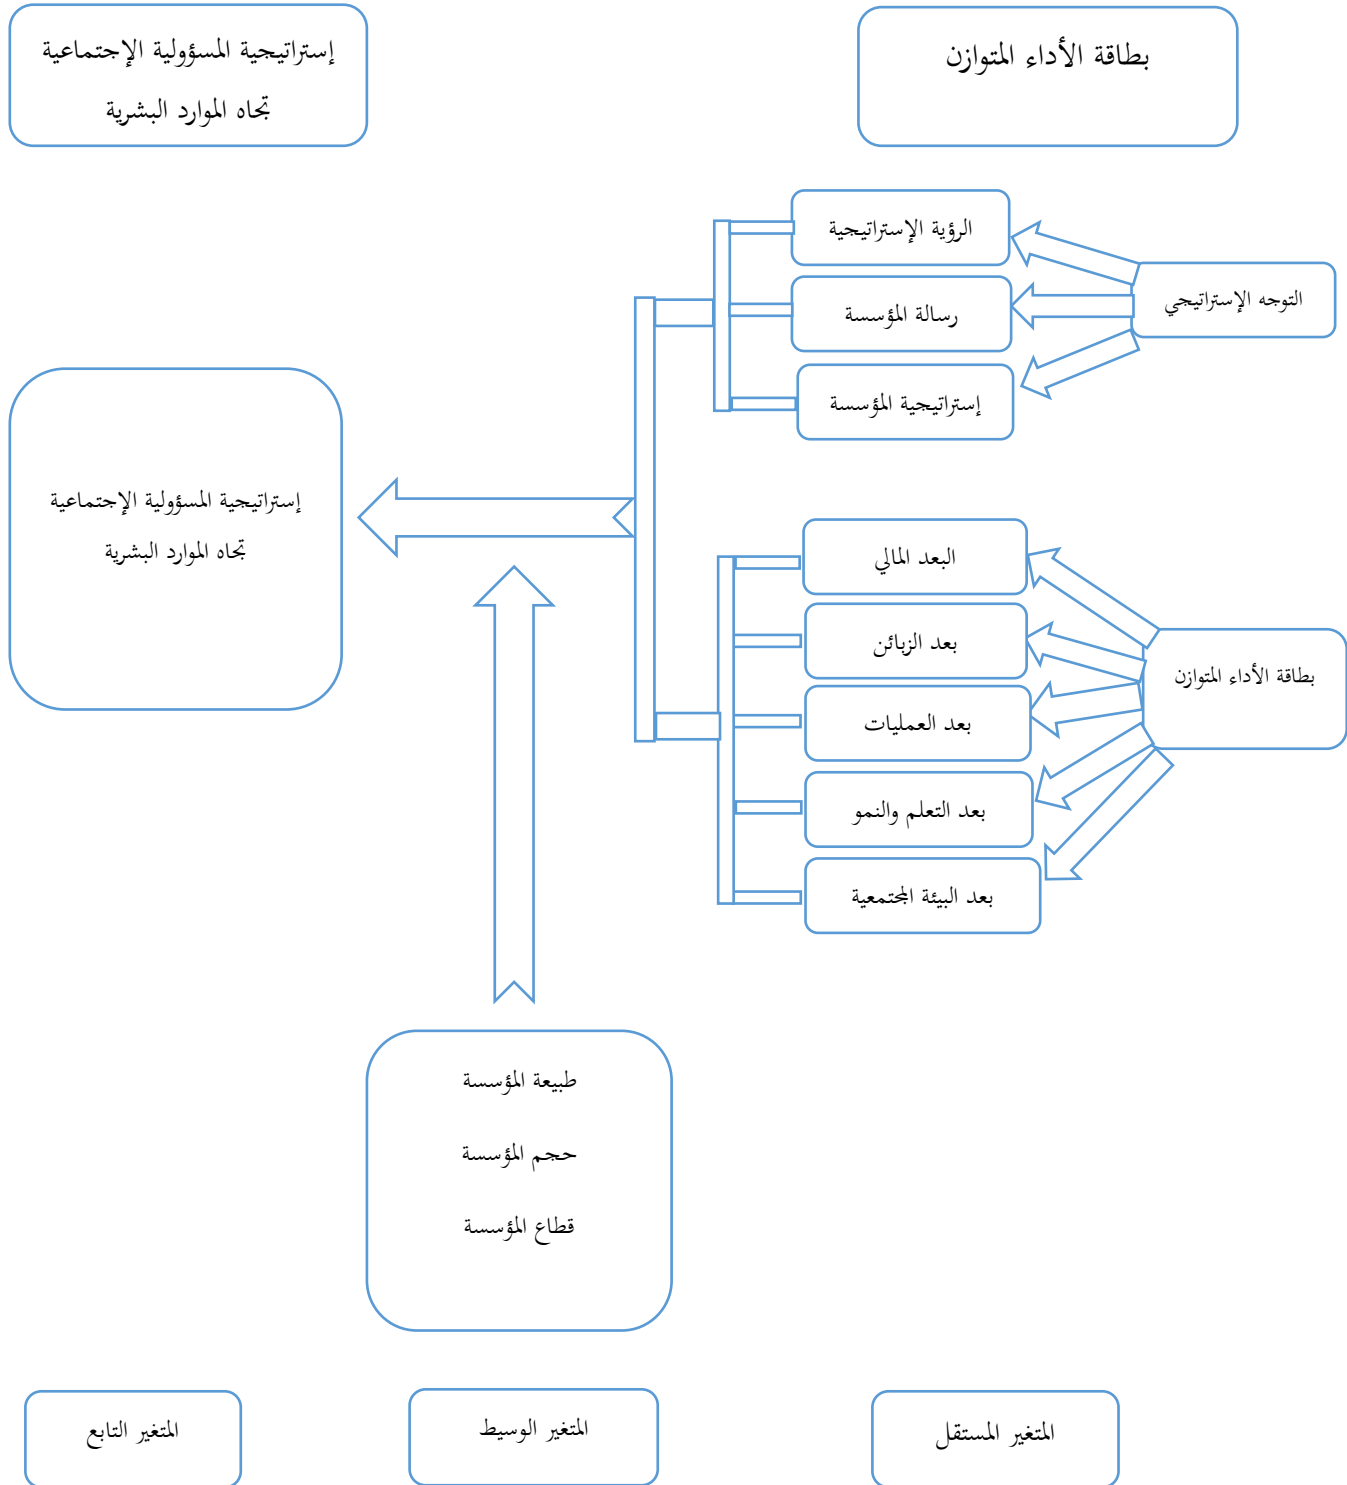 بطاقة الأداء المتوازن
إستراتيجية المسؤولية الإجتماعية
تجاه الموارد البشرية
التوجه الإستراتيجي
الرؤية الإستراتيجية
رسالة المؤسسة
إستراتيجية المؤسسة
بطاقة الأداء المتوازن
البعد المالي
بعد الزبائن
بعد العمليات
بعد التعلم والنمو
بعد البيئة المجتمعية
إستراتيجية المسؤولية الإجتماعية
تجاه الموارد البشرية
طبيعة المؤسسة
حجم المؤسسة
قطاع المؤسسة
المتغير المستقل
المتغير الوسيط
المتغير التابع